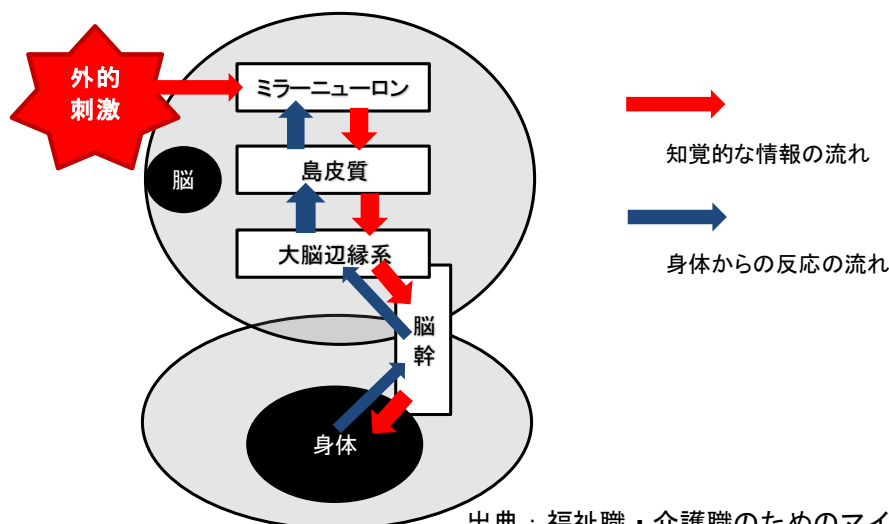 外的
刺激
ミラーニューロン
島皮質
脳
大脳辺縁系
脳
幹
身体
知覚的な情報の流れ
身体からの反応の流れ
出典：福祉職・介護職のためのマイ